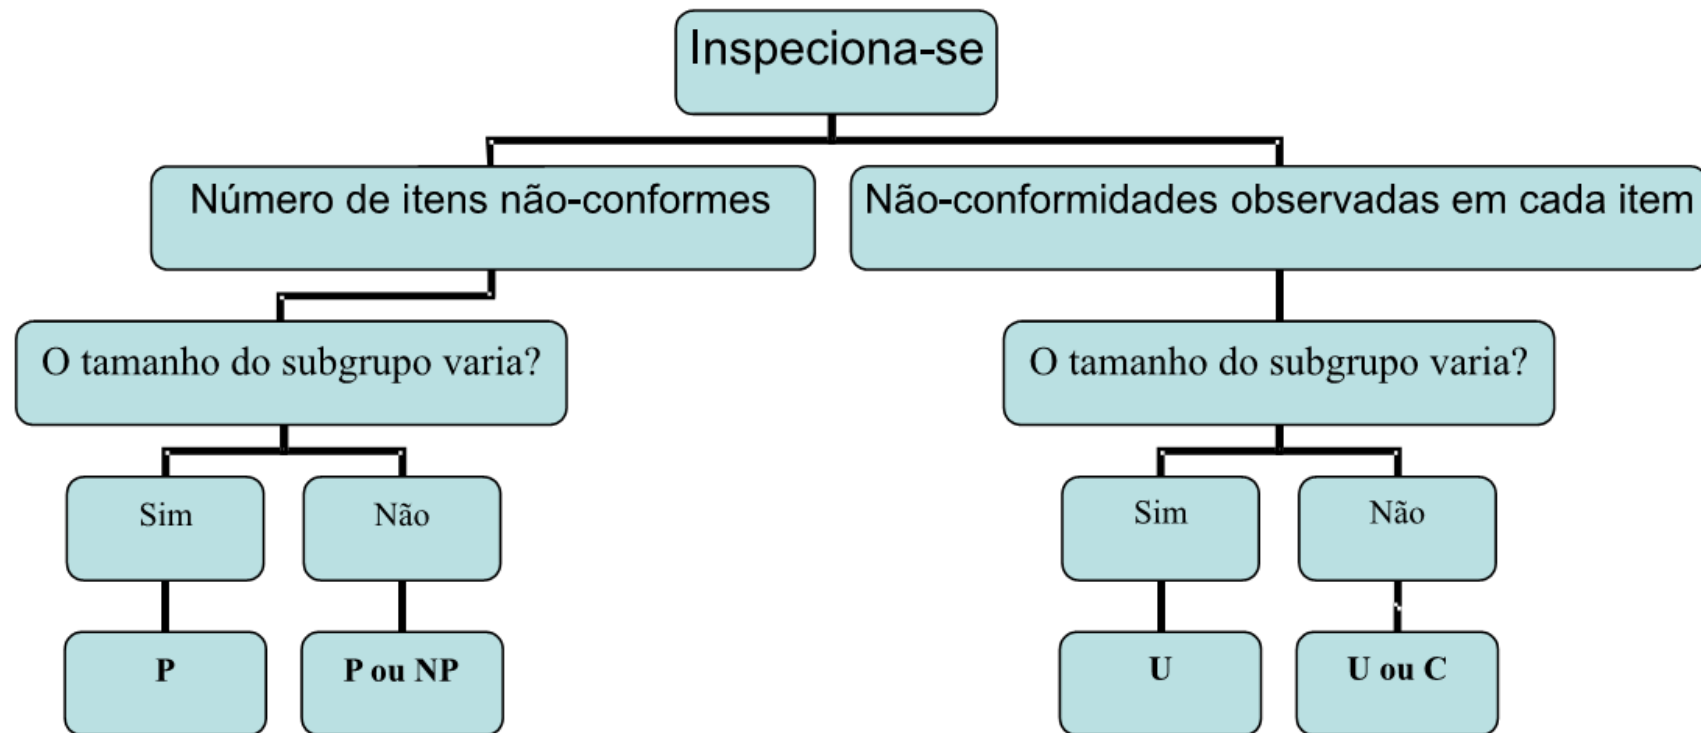 Inspeciona-se
Número de itens não-conformes
Não-conformidades observadas em cada item
O tamanho do subgrupo varia?
O tamanho do subgrupo varia?
Sim
Não
Sim
Não
P
P ou NP
U
U ou C